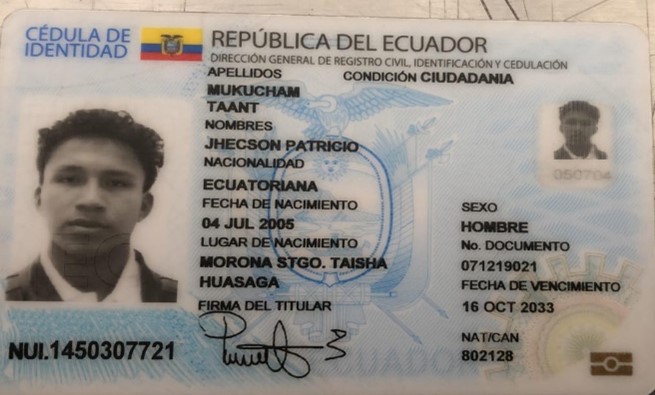 CÉDULA DE
IDENTIDAD
REPÚBLICA DEL ECUADOR
DIRECCIÓN GENERAL DE REGISTRO CIVIL, IDENTIFICACIÓN Y CEDULACIÓN
APELLIDOS
CONDICIÓN CIUDADANIA
MUKUCHAM
TAANT
NOMBRES
JHECSON PATRICIO
NACIONALIDAD
ECUATORIANA
FECHA DE NACIMIENTO
04 JUL 2005
LUGAR DE NACIMIENTO
MORONA STGO. TAISHA
HUASAGA
FIRMA DEL TITULAR
050704
SEXO
HOMBRE
No. DOCUMENTO
071219021
FECHA DE VENCIMIENTO
16 OCT 2033
NAT/CAN
802128
NUI.1450307721
ECUADOR